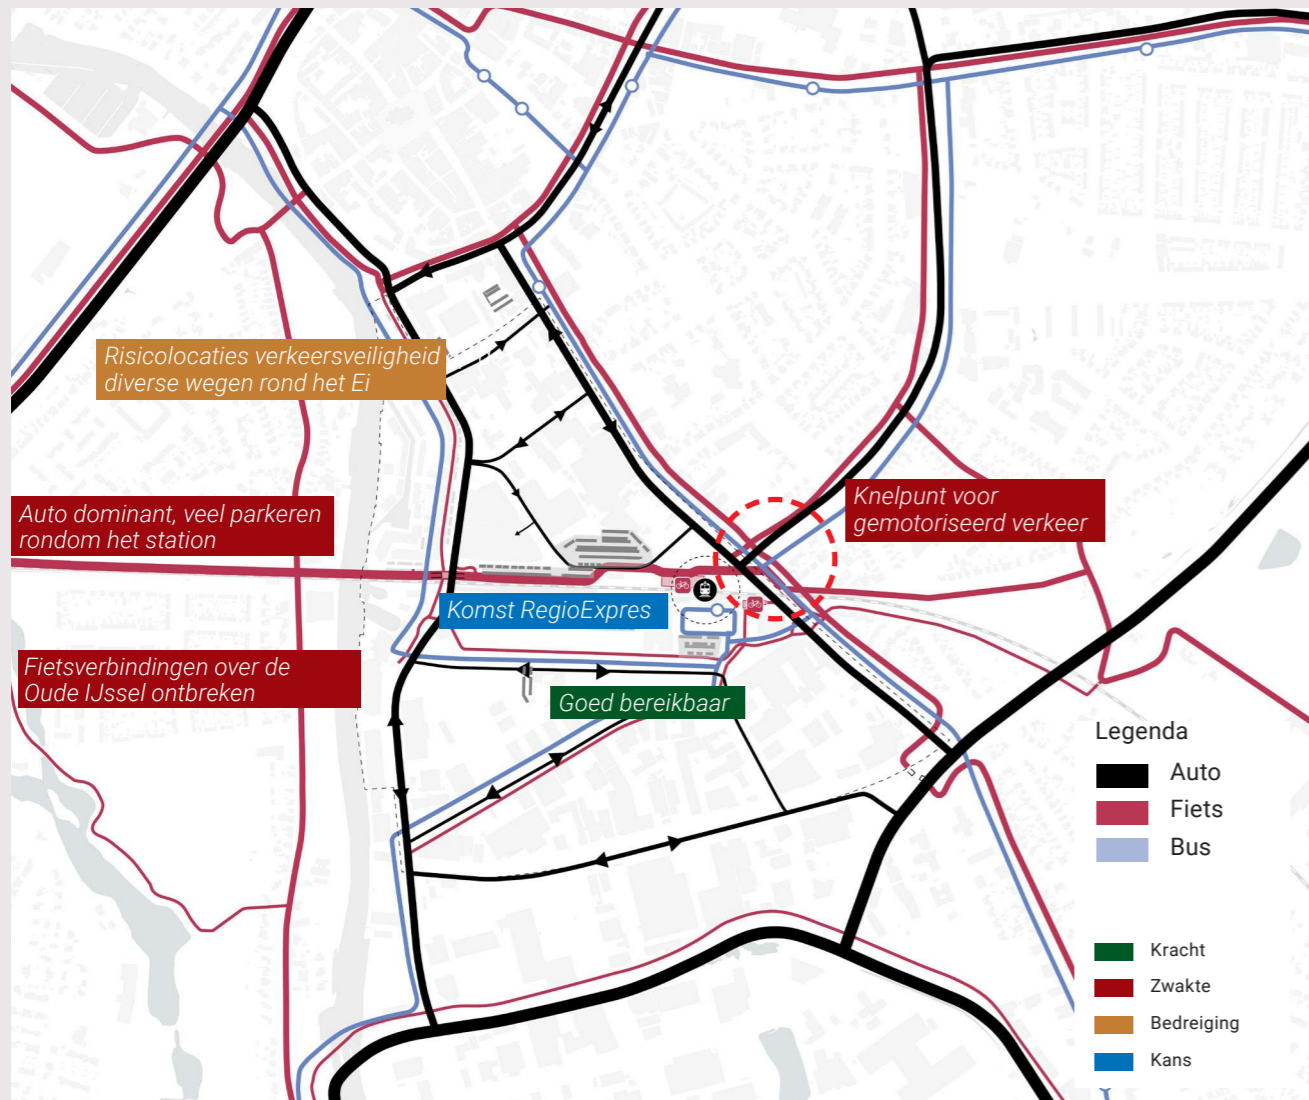 Risicolocaties verkeersveiligheid
diverse wegen rond het Ei
Auto dominant, veel parkeren
rondom het station
Knelpunt voor
gemotoriseerd verkeer
Komst RegioExpres
Fietsverbindingen over de
Oude IJssel ontbreken
Goed bereikbaar
Legenda
Auto
Fiets
Bus
Kracht
Zwakte
Bedreiging
Kans